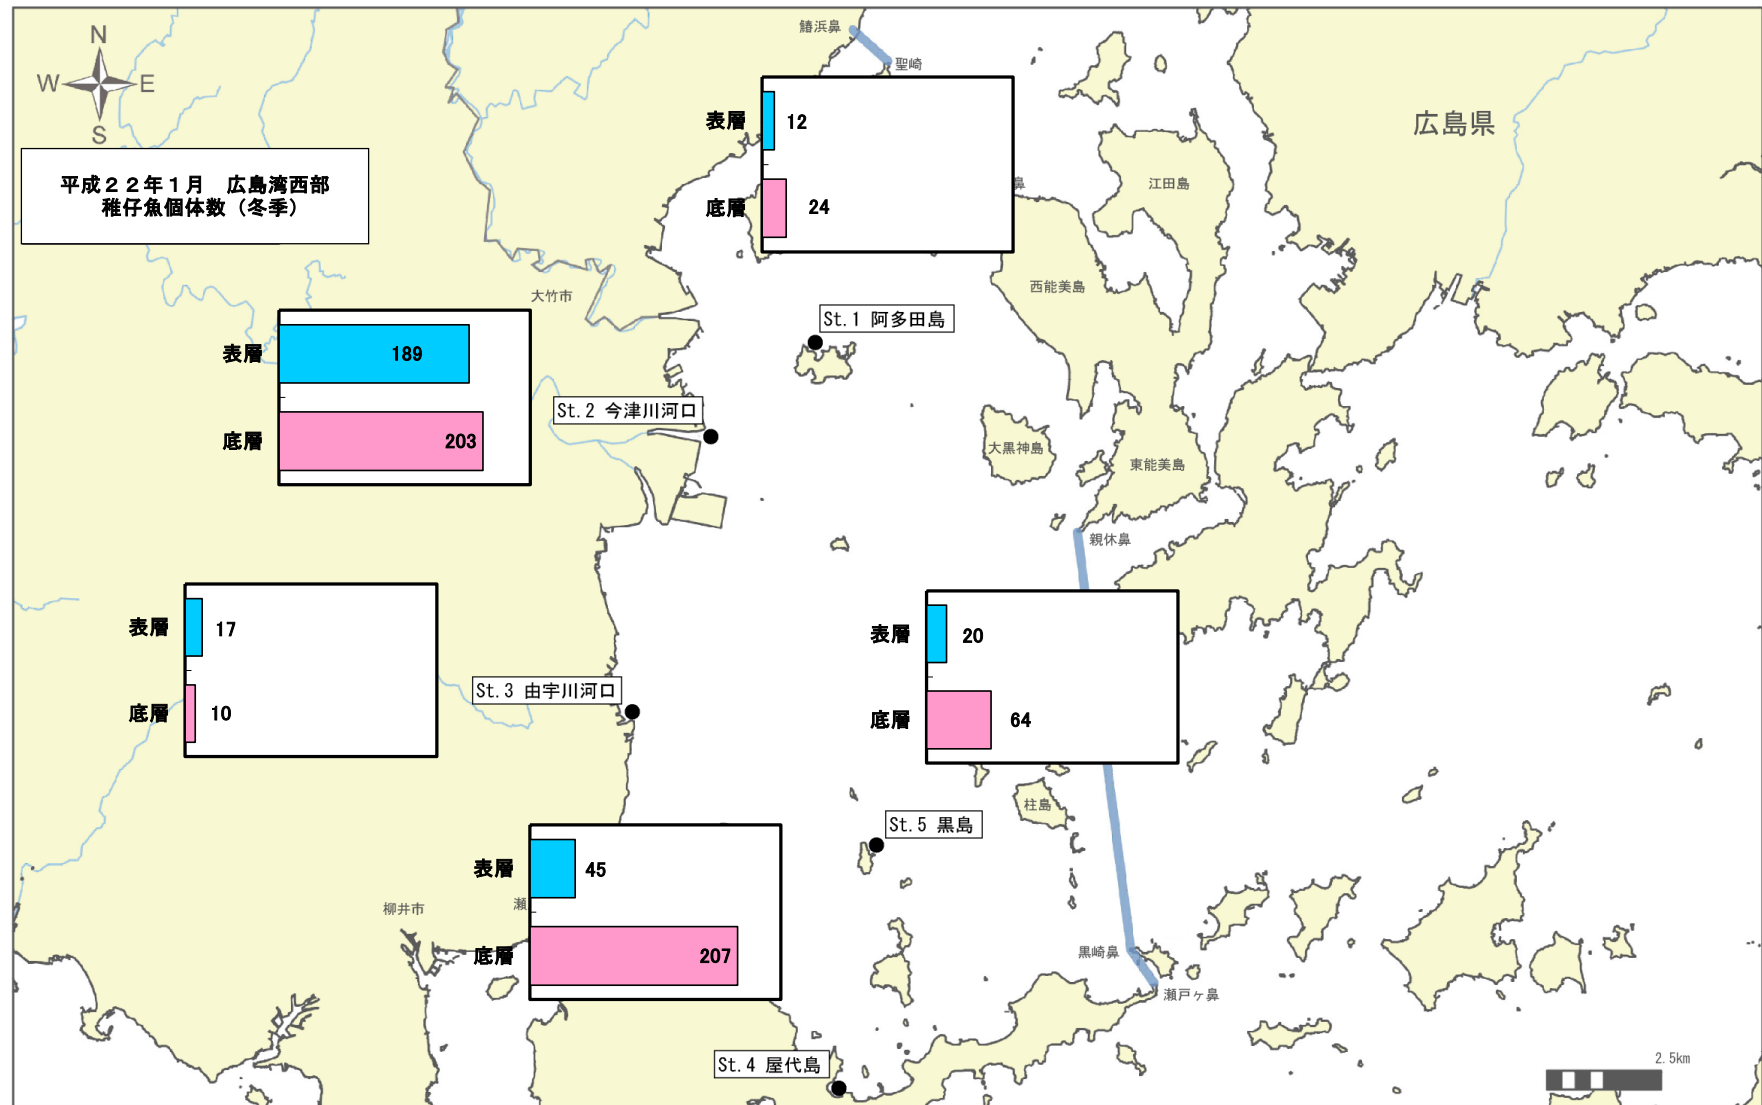 鰆浜鼻
聖崎
N
W
E
S
広島県
平成２２年１月　広島湾西部
稚仔魚個体数（冬季）
表層
12
底層
24
鼻
江田島
西能美島
大竹市
St.1 阿多田島
表層
189
底層
203
St.2 今津川河口
大黒神島
東能美島
親休鼻
表層
17
底層
10
St.3 由宇川河口
表層
20
底層
64
柱島
St.5 黒島
表層
45
底層
207
瀬
柳井市
黒崎鼻
瀬戸ヶ鼻
St.4 屋代島
2.5km